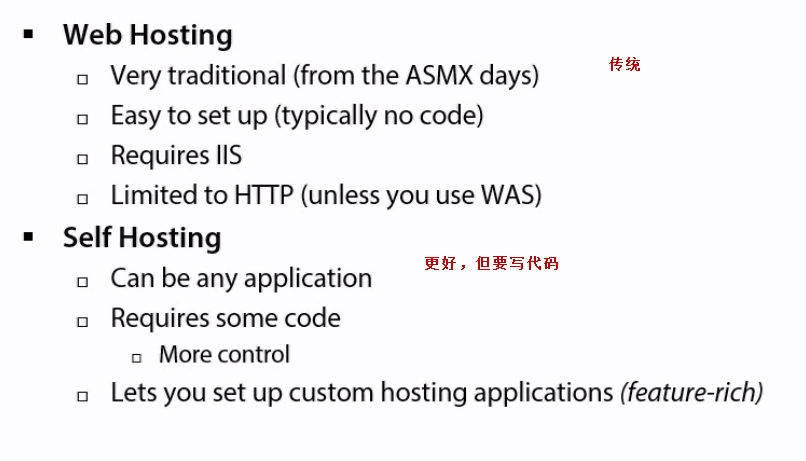 Web Hosting
Very traditional (from the ASMX days)
传统
Easy to set up (typically no code)
Requires IIS
Limited to HTTP (unless you use WAS)
Self Hosting
更好，但要写代码
Can be any application
Requires some code
More control
Lets you set up custom hosting applications (feature-rich)